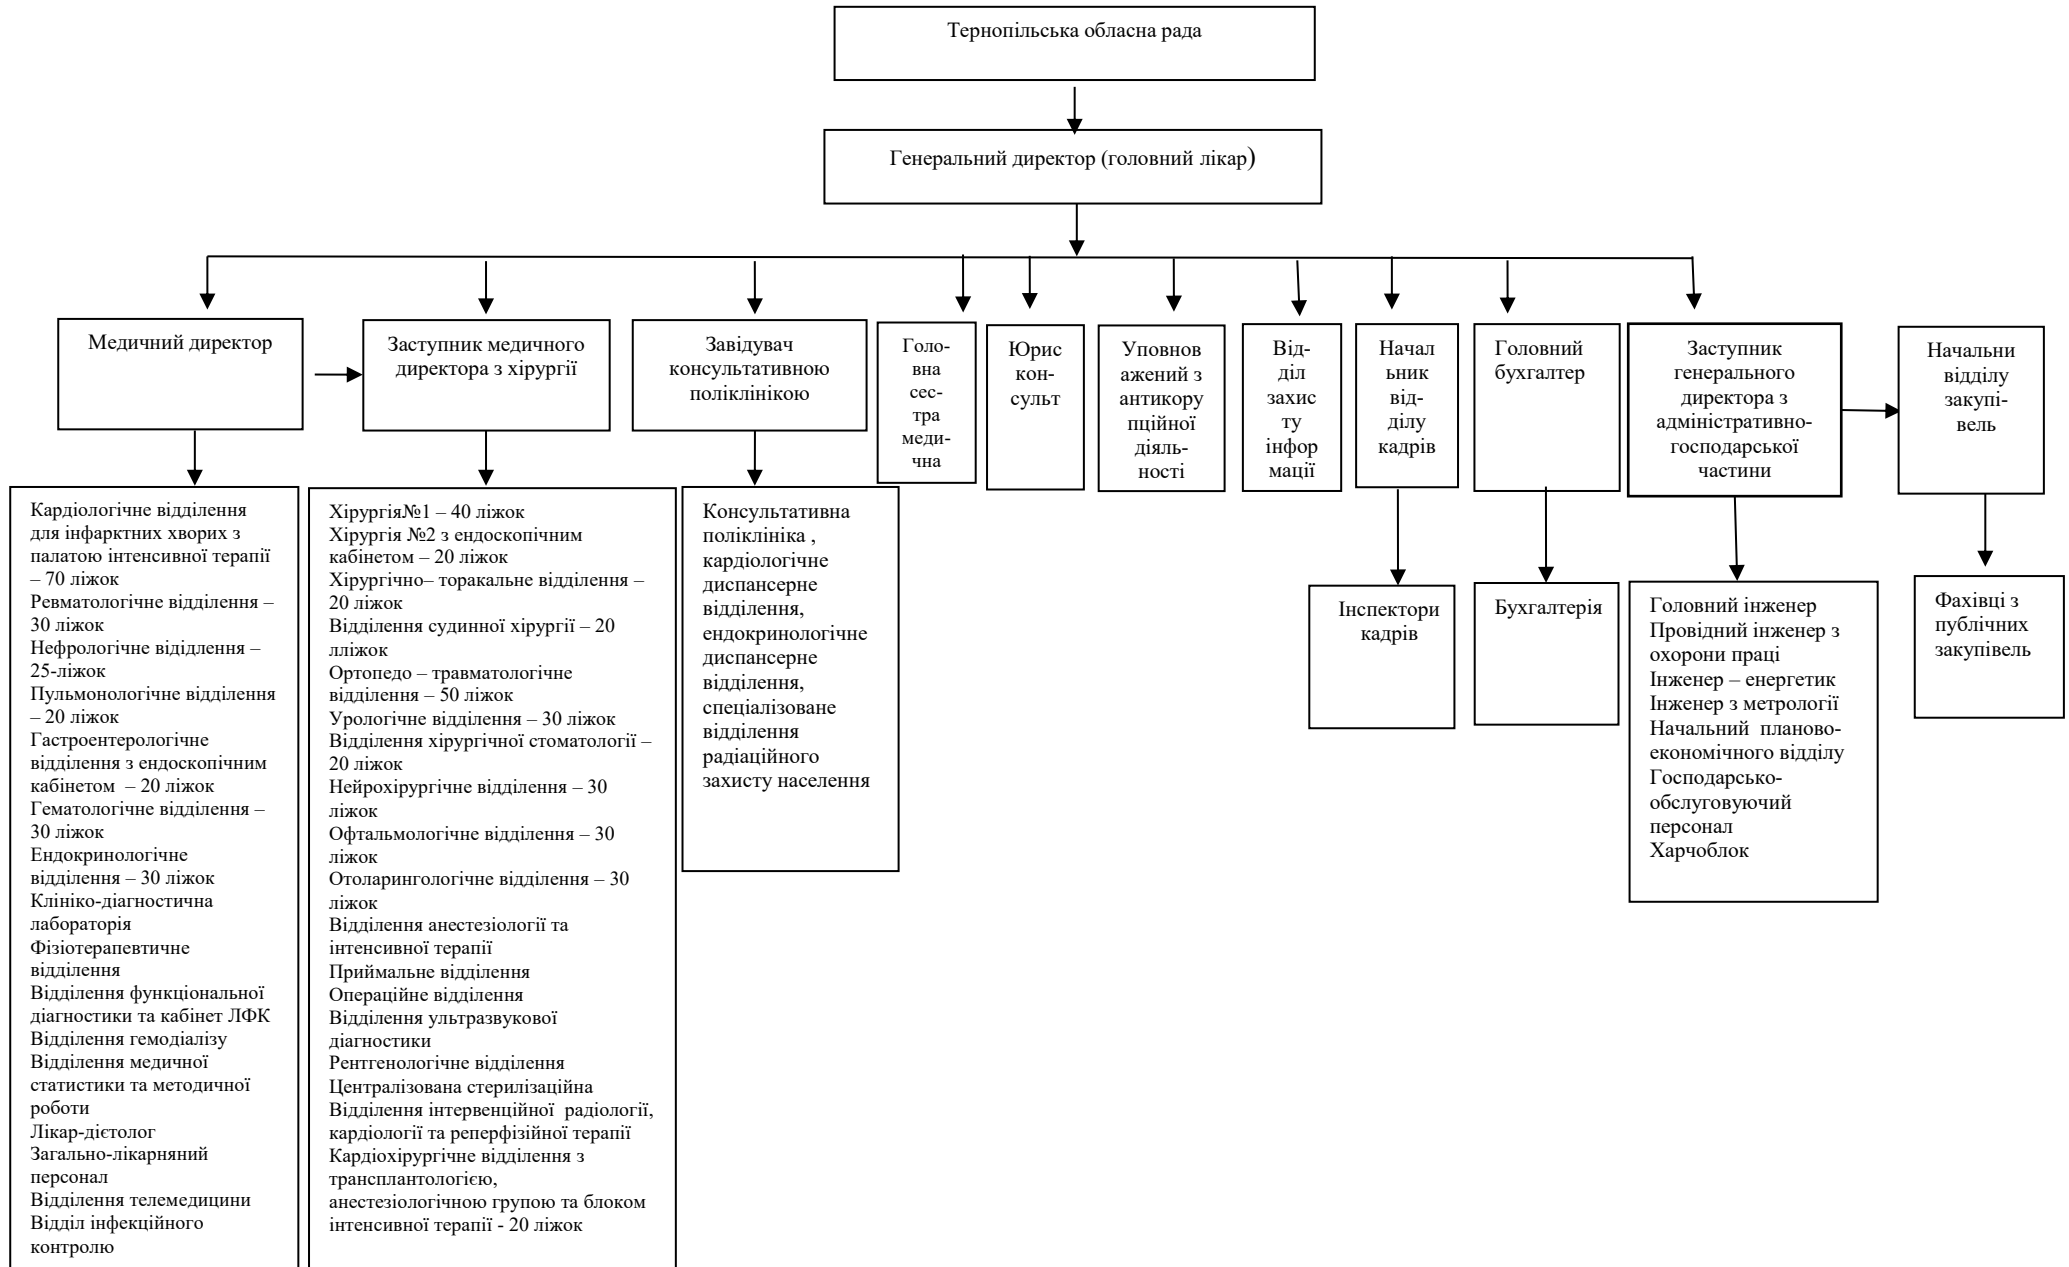 Тернопільська обласна рада
Генеральний директор (головний лікар)
Медичний директор
Заступник медичного
директора з хірургії
Завідувач
консультативною
поліклінікою
Голо-
вна
сес-
тра
меди-
чна
Юрис
кон-
сульт
Уповнов
ажений з
антикору
пційної
діяль-
ності
Від-
діл
захис
ту
інфор
мації
Начал
ьник
від-
ділу
кадрів
Головний
бухгалтер
Заступник
генерального
директора з
адміністративно-
господарської
частини
Начальни
відділу
закупі-
вель
Кардіологічне відділення
для інфарктних хворих з
палатою інтенсивної терапії
– 70 ліжок
Ревматологічне відділення –
30 ліжок
Нефрологічне відідлення –
25-ліжок
Пульмонологічне відділення
– 20 ліжок
Гастроентерологічне
відділення з ендоскопічним
кабінетом – 20 ліжок
Гематологічне відділення –
30 ліжок
Ендокринологічне
відділення – 30 ліжок
Клініко-діагностична
лабораторія
Фізіотерапевтичне
відділення
Відділення функціональної
діагностики та кабінет ЛФК
Відділення гемодіалізу
Відділення медичної
статистики та методичної
роботи
Лікар-дієтолог
Загально-лікарняний
персонал
Відділення телемедицини
Відділ інфекційного
контролю
Хірургія№1 – 40 ліжок
Хірургія №2 з ендоскопічним
кабінетом – 20 ліжок
Хірургічно– торакальне відділення –
20 ліжок
Відділення судинної хірургії – 20
лліжок
Ортопедо – травматологічне
відділення – 50 ліжок
Урологічне відділення – 30 ліжок
Відділення хірургічної стоматології –
20 ліжок
Нейрохірургічне відділення – 30
ліжок
Офтальмологічне відділення – 30
ліжок
Отоларингологічне відділення – 30
ліжок
Відділення анестезіології та
інтенсивної терапії
Приймальне відділення
Операційне відділення
Відділення ультразвукової
діагностики
Рентгенологічне відділення
Централізована стерилізаційна
Відділення інтервенційної радіології,
кардіології та реперфізійної терапії
Кардіохірургічне відділення з
трансплантологією,
анестезіологічною групою та блоком
інтенсивної терапії - 20 ліжок
Консультативна
поліклініка ,
кардіологічне
диспансерне
відділення,
ендокринологічне
диспансерне
відділення,
спеціалізоване
відділення
радіаційного
захисту населення
Інспектори
кадрів
Бухгалтерія
Головний інженер
Провідний інженер з
охорони праці
Інженер – енергетик
Інженер з метрології
Начальний планово-
економічного відділу
Господарсько-
обслуговуючий
персонал
Харчоблок
Фахівці з
публічних
закупівель